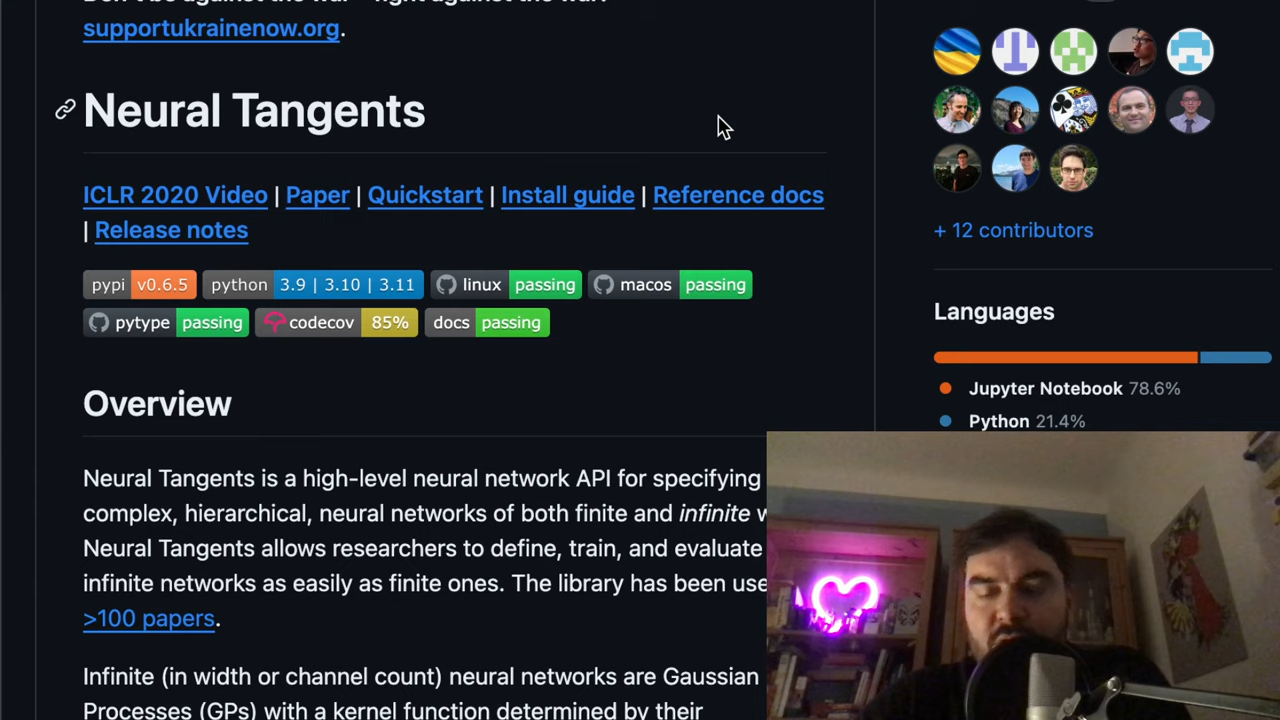 supportukrainenow.org.
Neural Tangents
ICLR 2020 Video | Paper | Quickstart | Install guide | Reference docs
| Release notes
pypi v0.6.5 python 3.9 | 3.10 | 3.11 linux passing macos passing
pytype passing codecov 85% docs passing
Overview
Neural Tangents is a high-level neural network API for specifying
complex, hierarchical, neural networks of both finite and infinite
Neural Tangents allows researchers to define, train, and evaluate
infinite networks as easily as finite ones. The library has been
>100 papers.
Infinite (in width or channel count) neural networks are Gaussian
Processes (GPs) with a kernel function determined by their
+ 12 contributors
Languages
Jupyter Notebook 78.6%
Python 21.4%